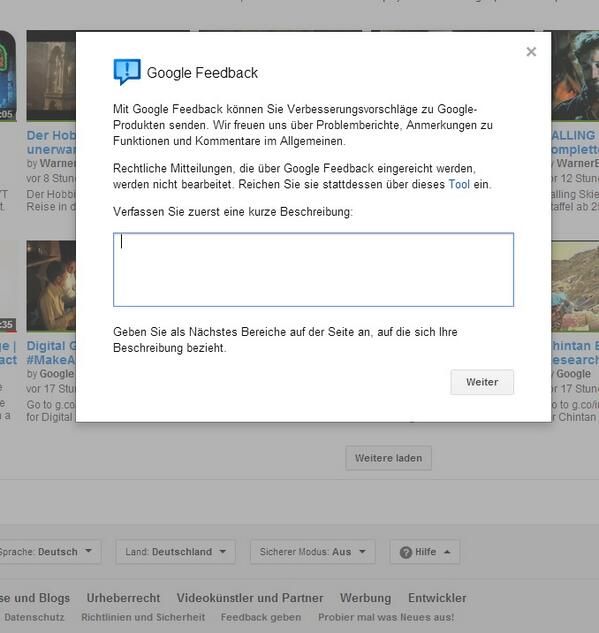 Google Feedback
Mit Google Feedback können Sie Verbesserungsvorschläge zu Google-
Produkten senden. Wir freuen uns über Problemberichte, Anmerkungen zu
Funktionen und Kommentare im Allgemeinen.
Rechtliche Mitteilungen, die über Google Feedback eingereicht werden,
werden nicht bearbeitet. Reichen Sie sie stattdessen über dieses Tool ein.
Verfassen Sie zuerst eine kurze Beschreibung:
Geben Sie als Nächstes Bereiche auf der Seite an, auf die sich Ihre
Beschreibung bezieht.
Weiter
:05
Der Hob
unerwar
by Warner
vor 8 Stun
Der Hobbi
Reise in d
ALLING
omplett
WarnerB
or 12 Stun
alling Skie
taffel ab 25
:35
Digital G
#MakeA
by Google
vor 17 Stun
Go to g.co/
for Digital
Chintan B
esearch
Google
or 17 Stun
Go to g.co/i
r Chintan
Weitere laden
Sprache: Deutsch
Land: Deutschland
Sicherer Modus: Aus
Hilfe
se und Blogs Urheberrecht Videokünstler und Partner Werbung Entwickler
Datenschutz Richtlinien und Sicherheit Feedback geben Probier mal was Neues aus!